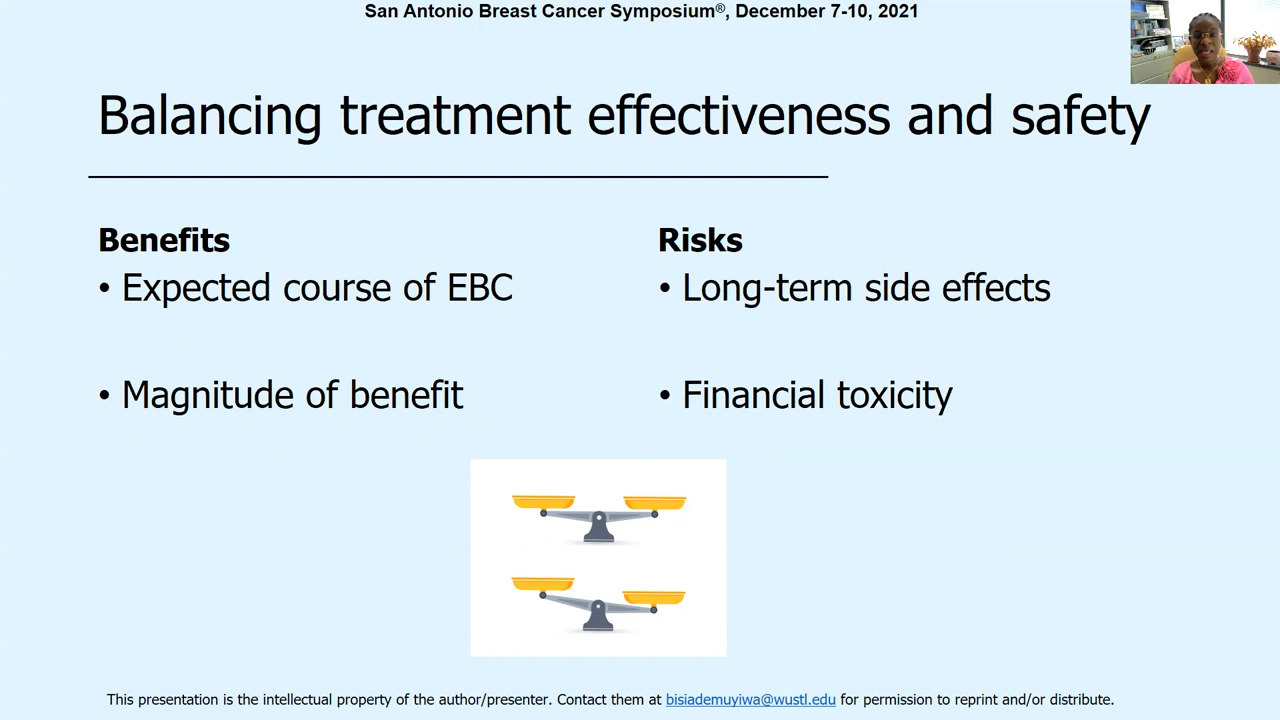 San Antonio Breast Cancer Symposium®, December 7-10, 2021
Balancing treatment effectiveness and safety
Benefits
• Expected course of EBC
• Magnitude of benefit
Risks
• Long-term side effects
• Financial toxicity
This presentation is the intellectual property of the author/presenter. Contact them at bisiademuyiwa@wustl.edu for permission to reprint and/or distribute.